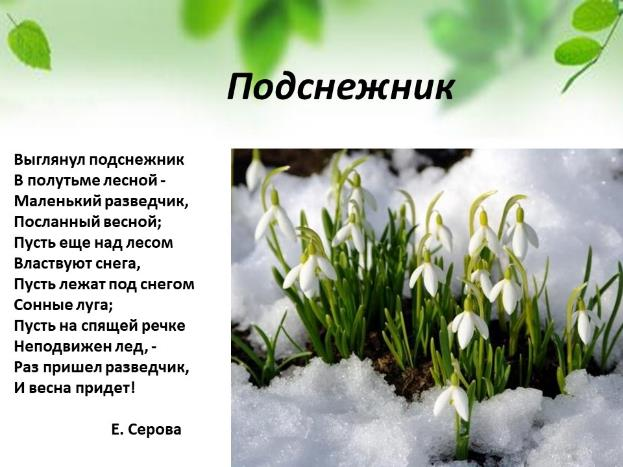 Подснежник
Выглянул подснежник
В полутьме лесной -
Маленький разведчик,
Посланный весной;
Пусть еще над лесом
Властвуют снега,
Пусть лежат под снегом
Сонные луга;
Пусть на спящей речке
Неподвижен лед, -
Раз пришел разведчик,
И весна придет!
Е. Серова